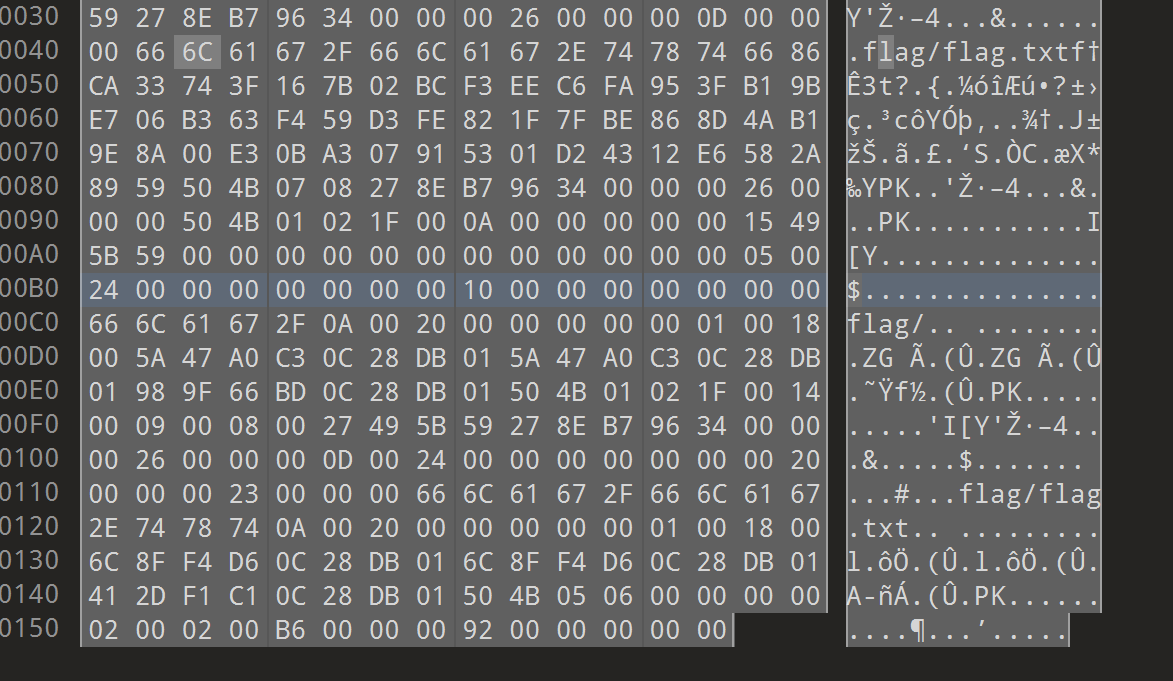 0030 59 27 8E B7 96 34 00 00 00 26 00 00 00 0D 00 00 Y'Ž·–4...&......
0040 00 66 6C 61 67 2F 66 6C 61 67 2E 74 78 74 66 86 .flag/flag.txtf†
0050 CA 33 74 3F 16 7B 02 BC F3 EE C6 FA 95 3F B1 9B Ê3t?.{.¼óîÆú•?±›
0060 E7 06 B3 63 F4 59 D3 FE 82 1F 7F BE 86 8D 4A B1 ç.³côYÓþ‚..¾†.J±
0070 9E 8A 00 E3 0B A3 07 91 53 01 D2 43 12 E6 58 2A žŠ.ã.£.‘S.ÒC.æX*
0080 89 59 50 4B 07 08 27 8E B7 96 34 00 00 00 26 00 ‰YPK..'Ž·–4...&.
0090 00 00 50 4B 01 02 1F 00 0A 00 00 00 00 00 15 49 ..PK...........I
00A0 5B 59 00 00 00 00 00 00 00 00 00 00 00 00 05 00 [Y..............
00B0 24 00 00 00 00 00 00 00 10 00 00 00 00 00 00 00 $...............
00C0 66 6C 61 67 2F 0A 00 20 00 00 00 00 00 01 00 18 flag/.. ........
00D0 00 5A 47 A0 C3 0C 28 DB 01 5A 47 A0 C3 0C 28 DB .ZG Ã.(Û.ZG Ã.(Û
00E0 01 98 9F 66 BD 0C 28 DB 01 50 4B 01 02 1F 00 14 .˜Ÿf½.(Û.PK.....
00F0 00 09 00 08 00 27 49 5B 59 27 8E B7 96 34 00 00 .....'I[Y'Ž·–4..
0100 00 26 00 00 00 0D 00 24 00 00 00 00 00 00 00 20 .&.....$.......
0110 00 00 00 23 00 00 00 66 6C 61 67 2F 66 6C 61 67 ...#...flag/flag
0120 2E 74 78 74 0A 00 20 00 00 00 00 00 01 00 18 00 .txt.. .........
0130 6C 8F F4 D6 0C 28 DB 01 6C 8F F4 D6 0C 28 DB 01 l.ôÖ.(Û.l.ôÖ.(Û.
0140 41 2D F1 C1 0C 28 DB 01 50 4B 05 06 00 00 00 00 A-ñÁ.(Û.PK......
0150 02 00 02 00 B6 00 00 00 92 00 00 00 00 00 ....¶...’.....